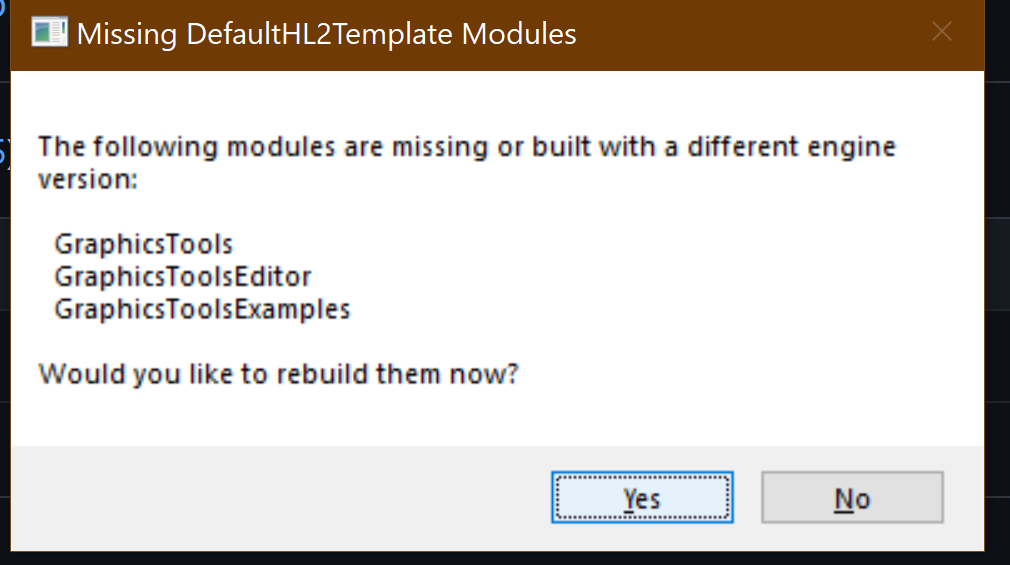 Missing DefaultHL2Template Modules
The following modules are missing or built with a different engine
version:
GraphicsTools
GraphicsToolsEditor
GraphicsToolsExamples
Would you like to rebuild them now?
Yes
No